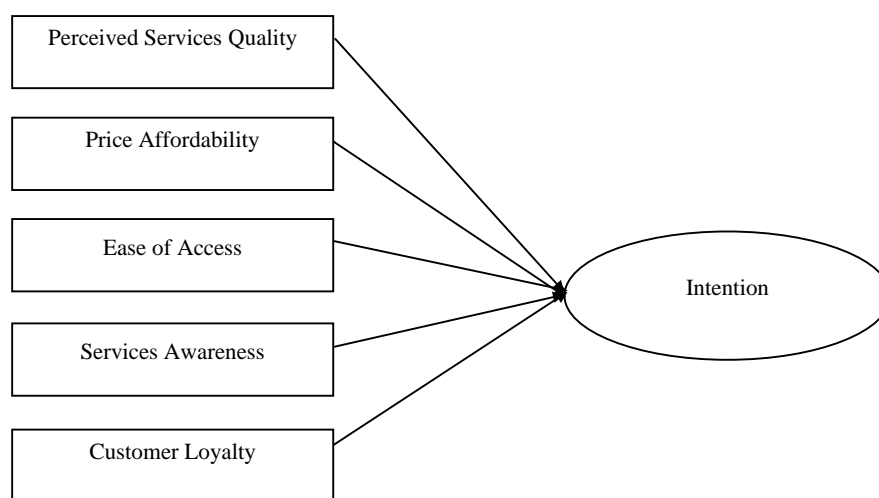 Perceived Services Quality
Price Affordability
Ease of Access
Intention
Services Awareness
Customer Loyalty